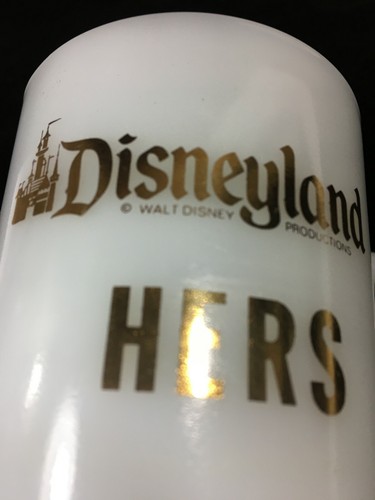 Disneyland
© WALT DISNEY PRODUCTIONS
HERS